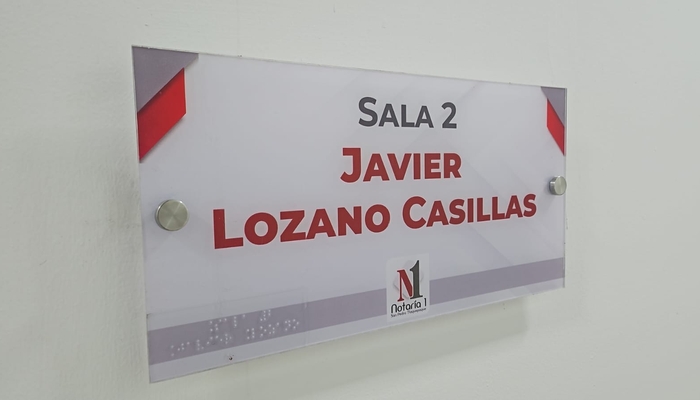 SALA 2
JAVIER
LOZANO CASILLAS
N1
Notaría 1